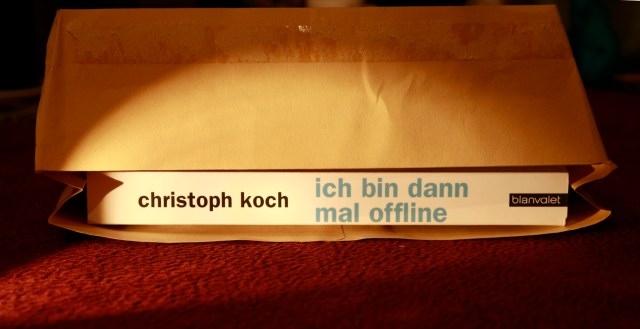 christoph koch
ich bin dann
mal offline
blanvalet